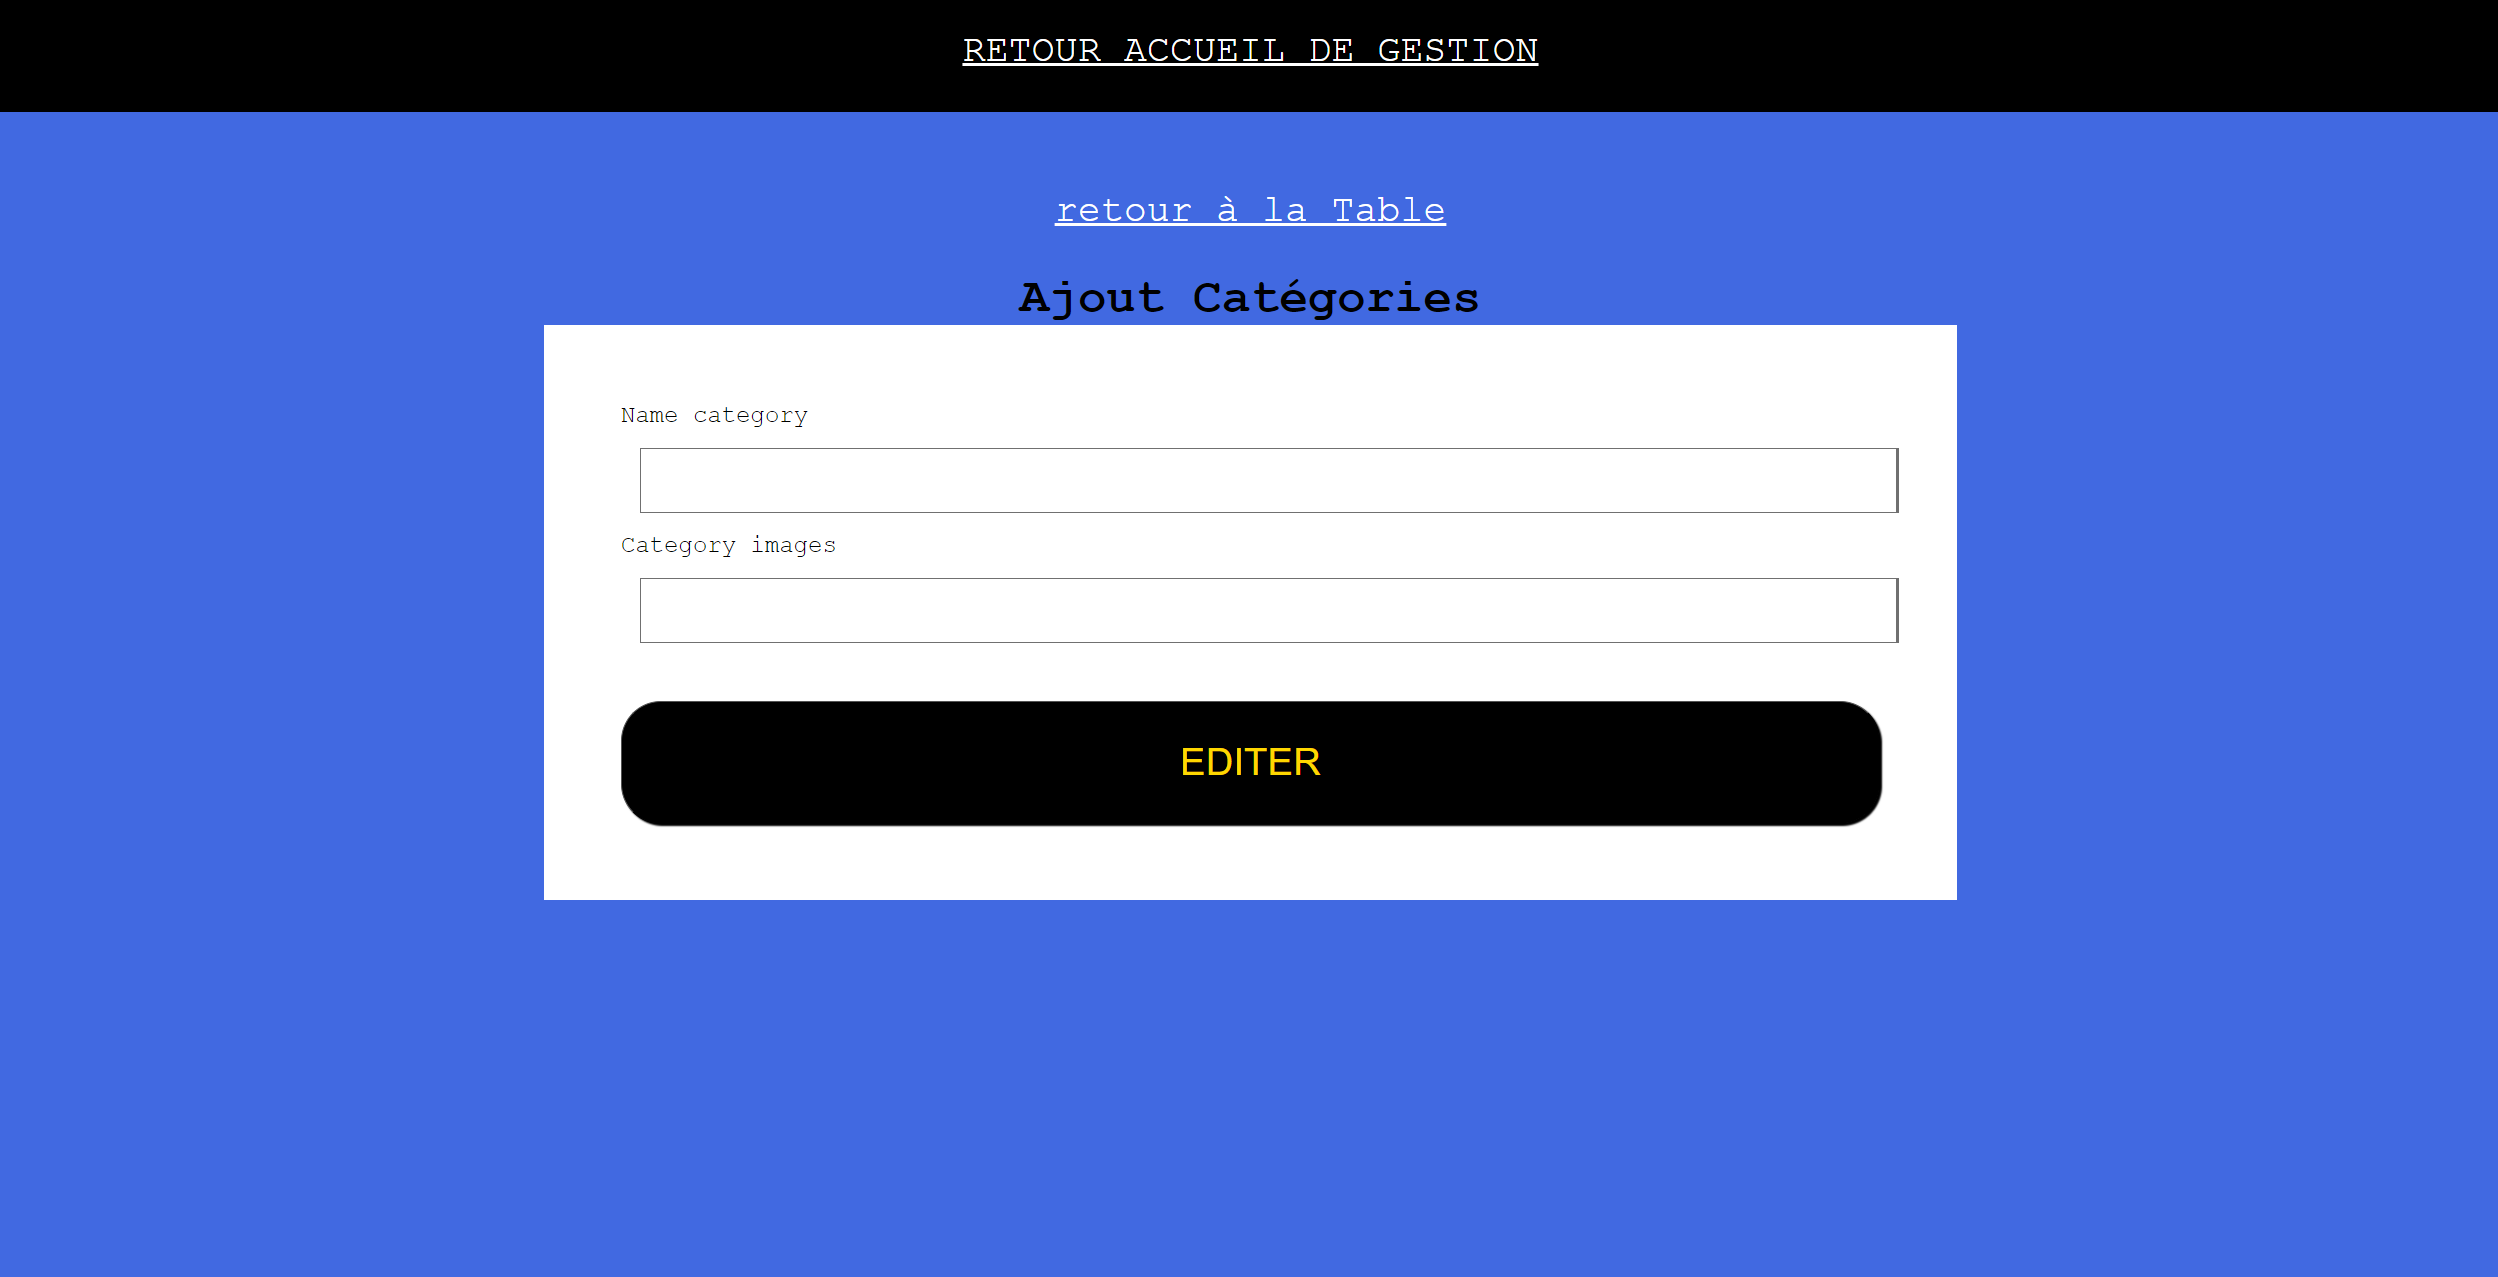 RETOUR ACCUEIL DE GESTION
retour à la Table
Ajout Catégories
Name category
Category images
EDITER